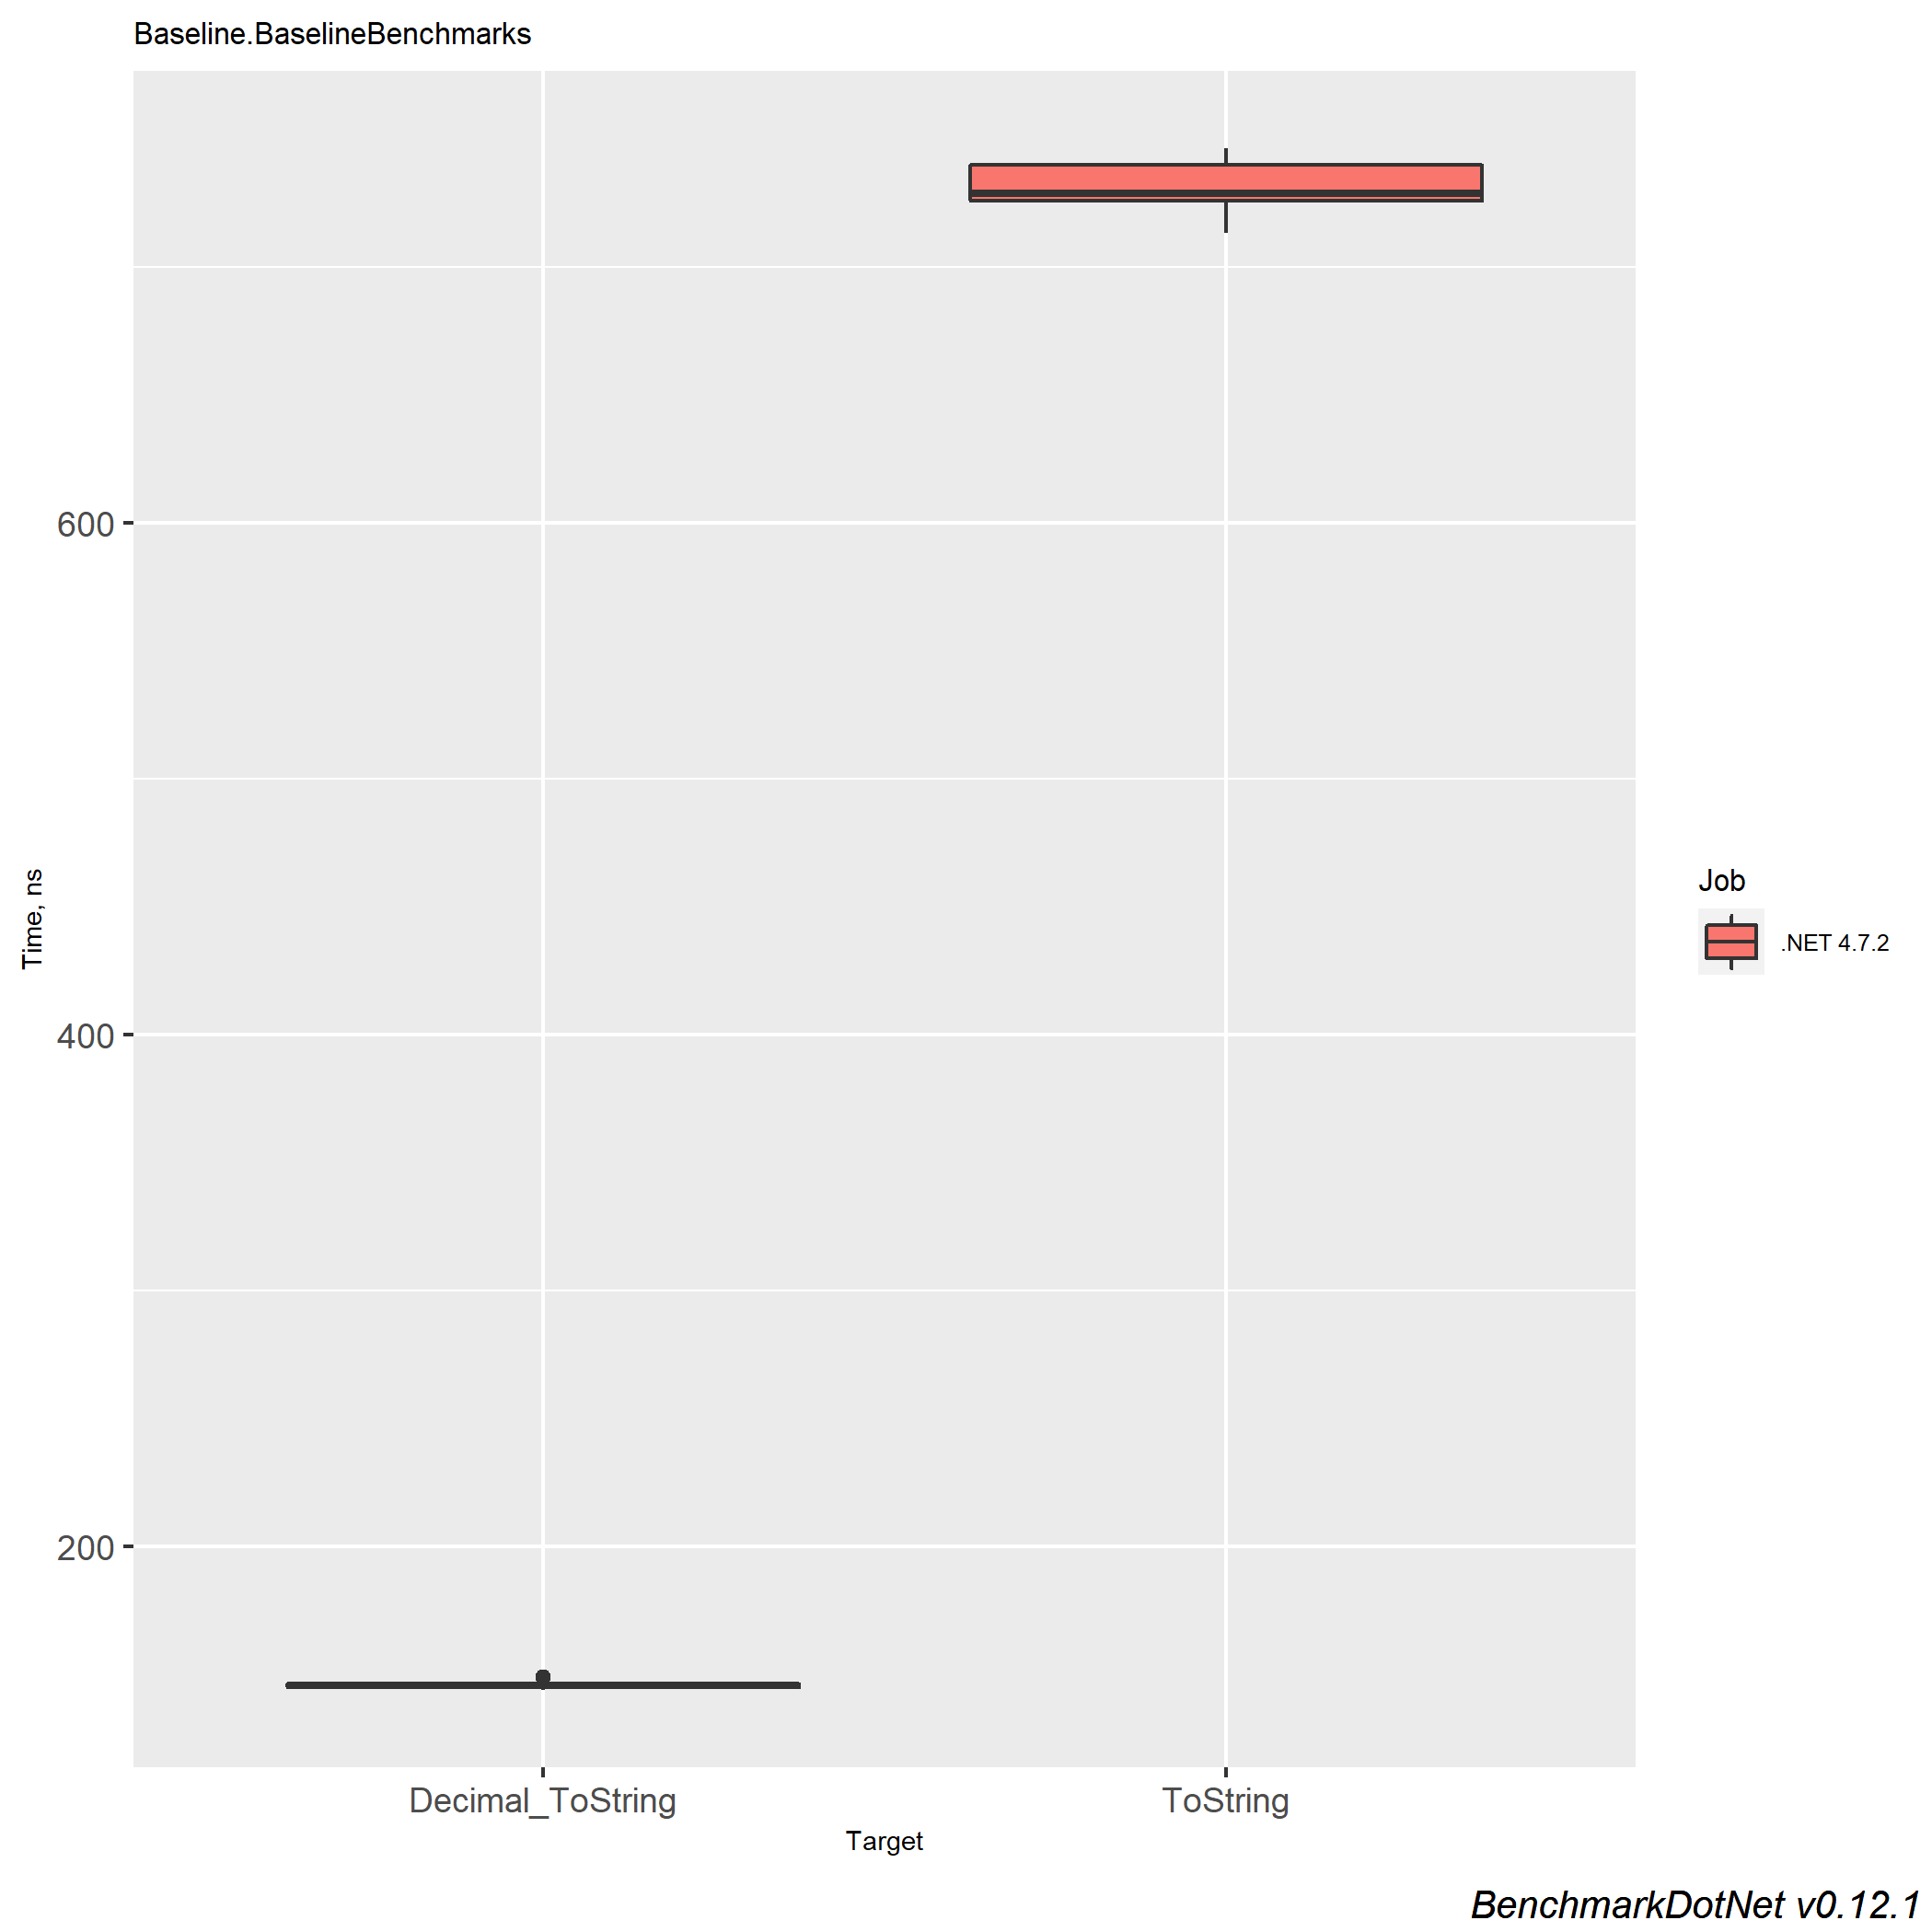 Baseline.BaselineBenchmarks
Time, ns
600
400
200
Decimal_ToString
ToString
Target
Job
.NET 4.7.2
BenchmarkDotNet v0.12.1